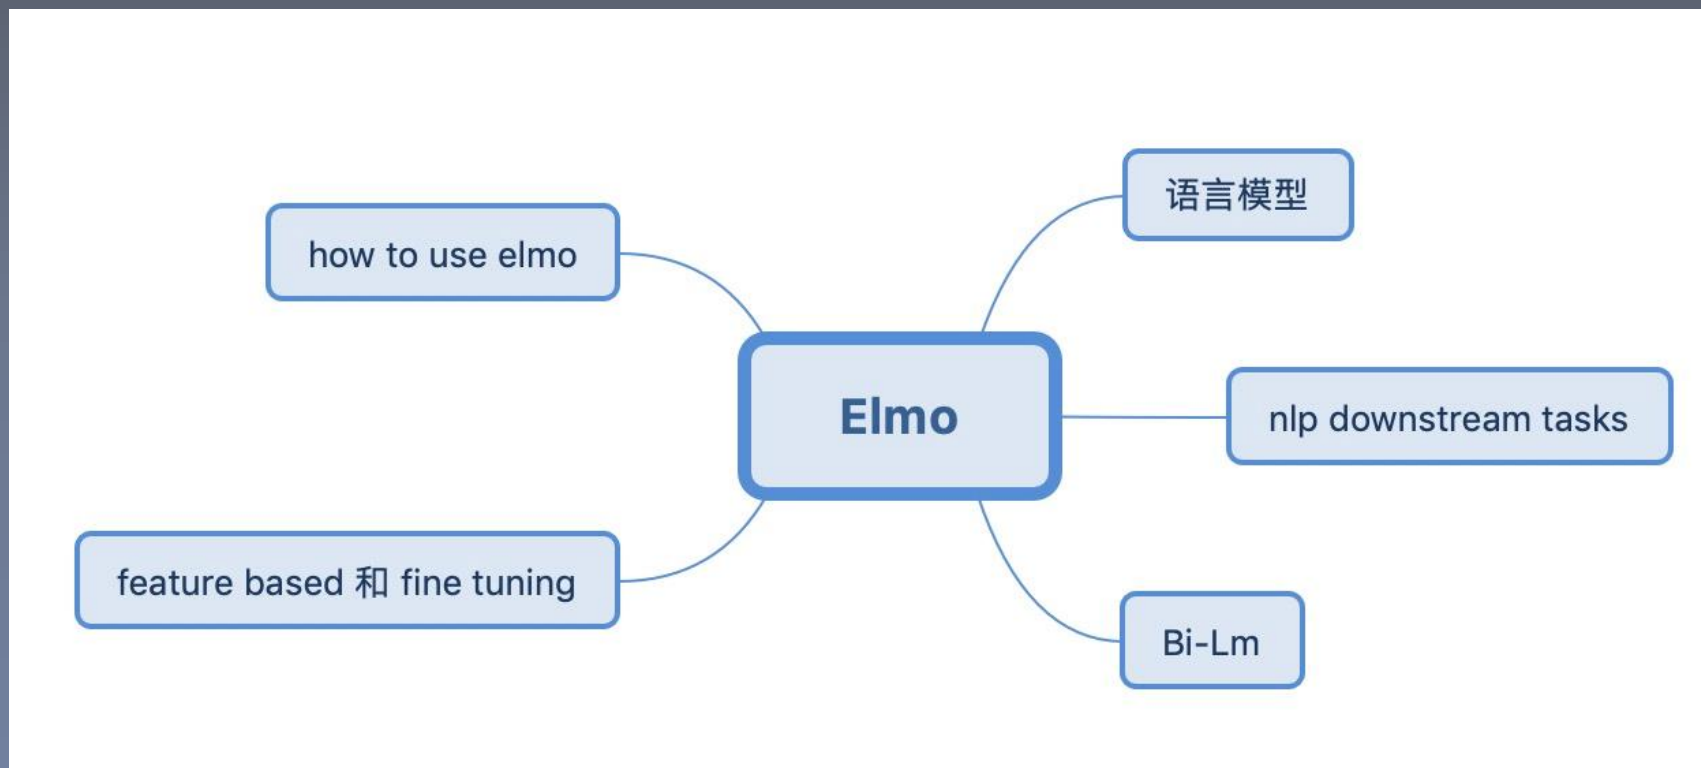 语言模型
how to use elmo
Elmo
nlp downstream tasks
feature based 和 fine tuning
Bi-Lm